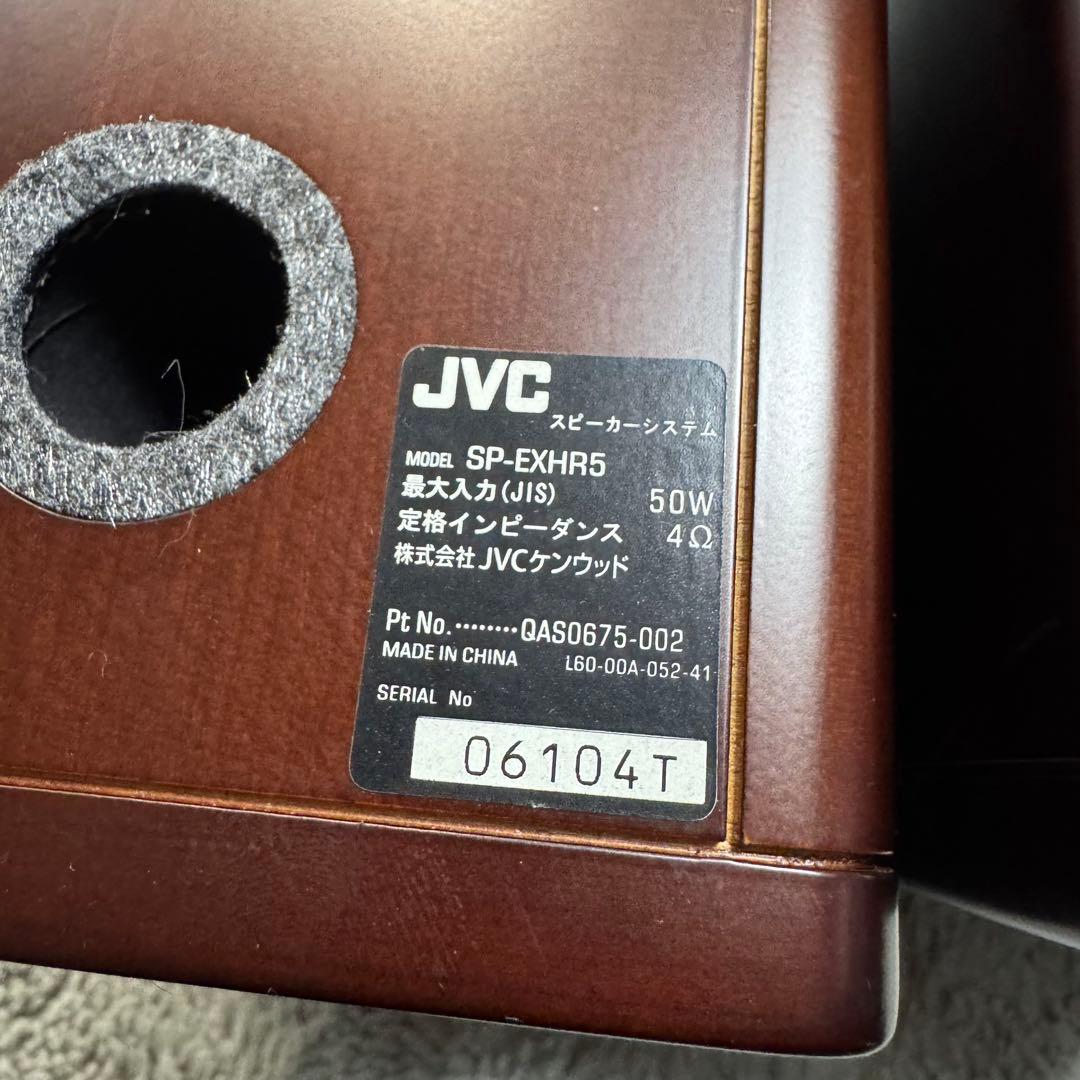 JVC
スピーカーシステム
MODEL SP-EXHR5
最大入力(JIS) 50W
定格インピーダンス 4Ω
株式会社JVCケンウッド
Pt No.········QAS0675-002
MADE IN CHINA L60-00A-052-41
SERIAL No
06104T